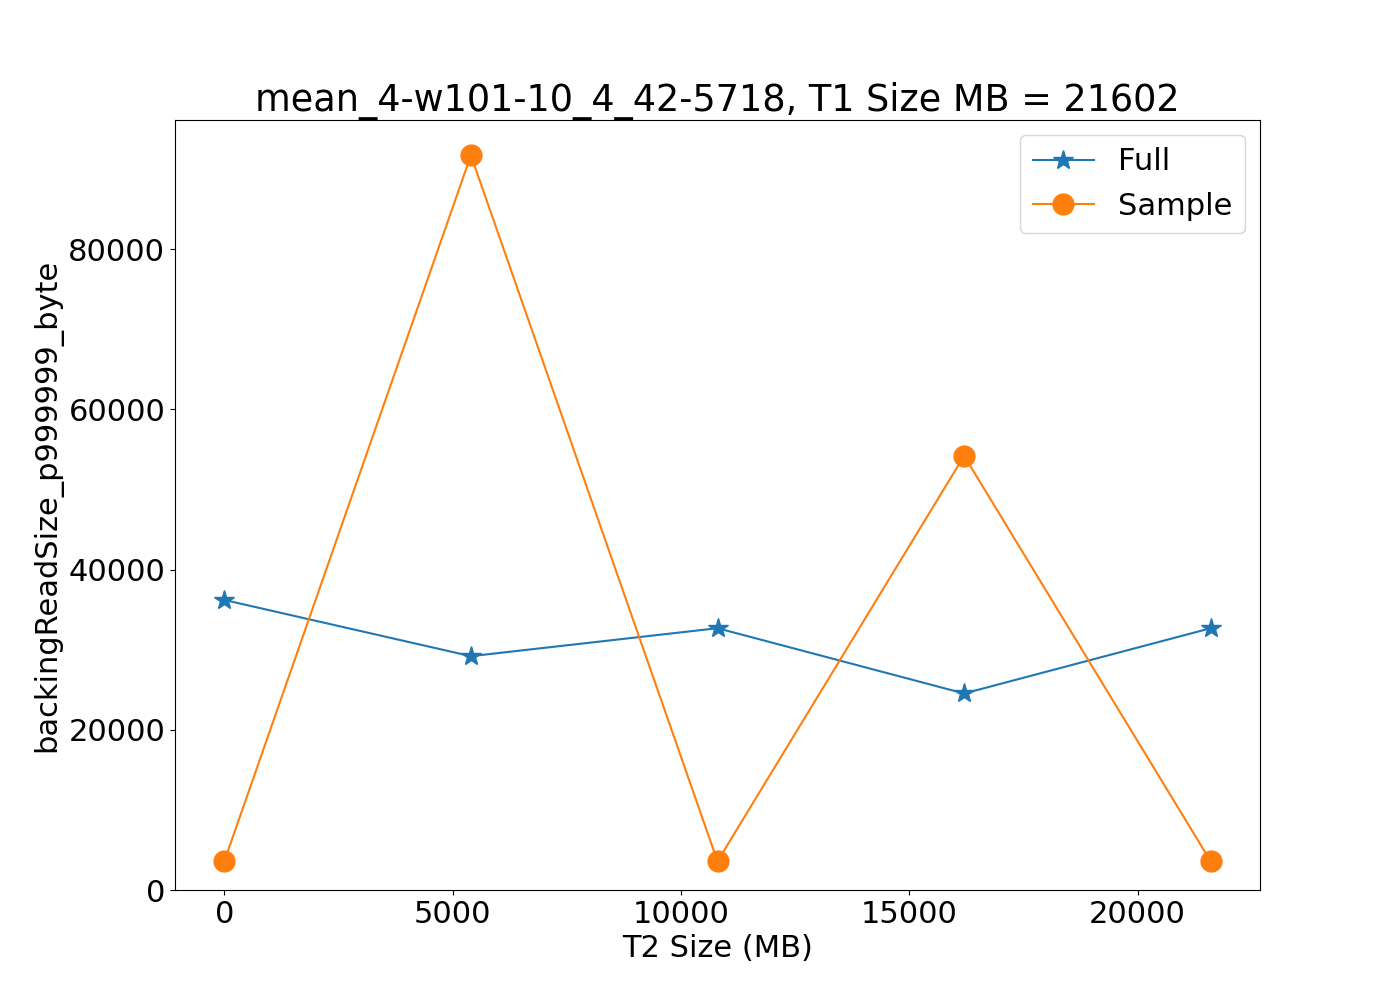 mean_4-w101-10_4_42-5718, T1 Size MB = 21602
Full
Sample
backingReadSize_p999999_byte
80000
60000
40000
20000
0
0 5000 10000 15000 20000
T2 Size (MB)